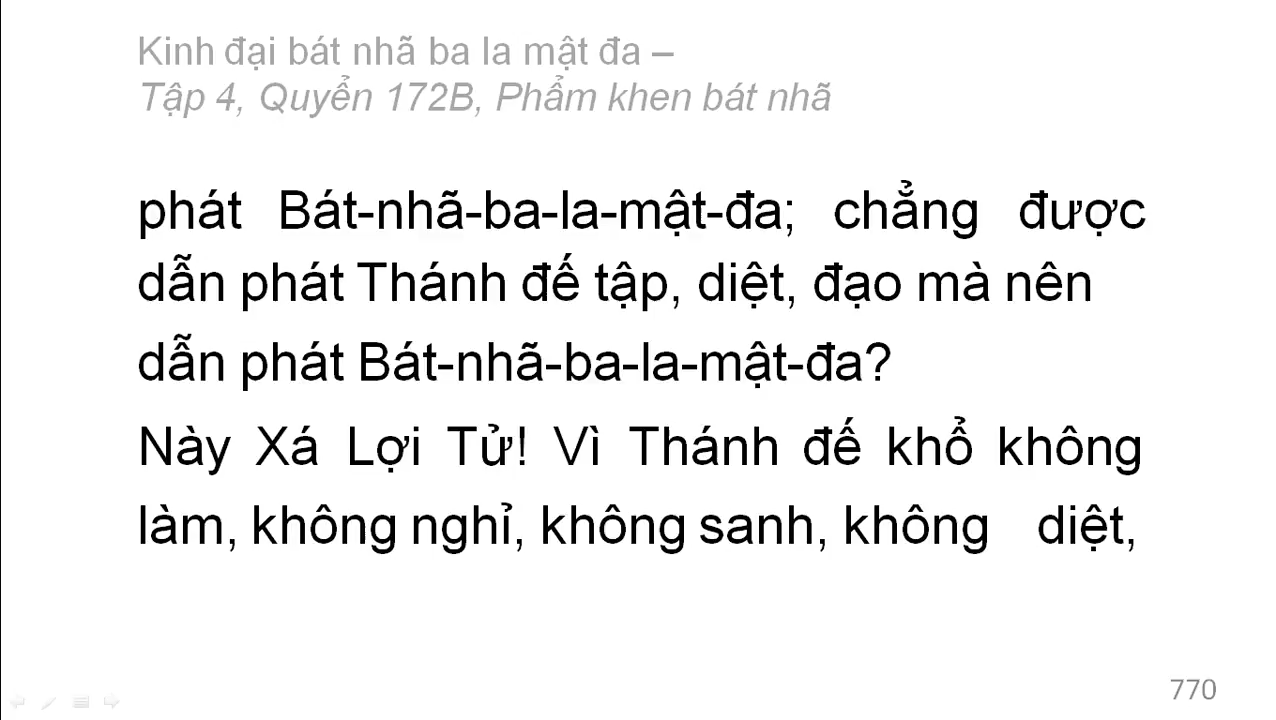 Kinh đại bát nhã ba la mật đa –
Tập 4, Quyển 172B, Phẩm khen bát nhã
phát Bát-nhã-ba-la-mật-đa; chẳng được
dẫn phát Thánh đế tập, diệt, đạo mà nên
dẫn phát Bát-nhã-ba-la-mật-đa?
Này Xá Lợi Tử! Vì Thánh đế khổ không
làm, không nghỉ, không sanh, không diệt,
770